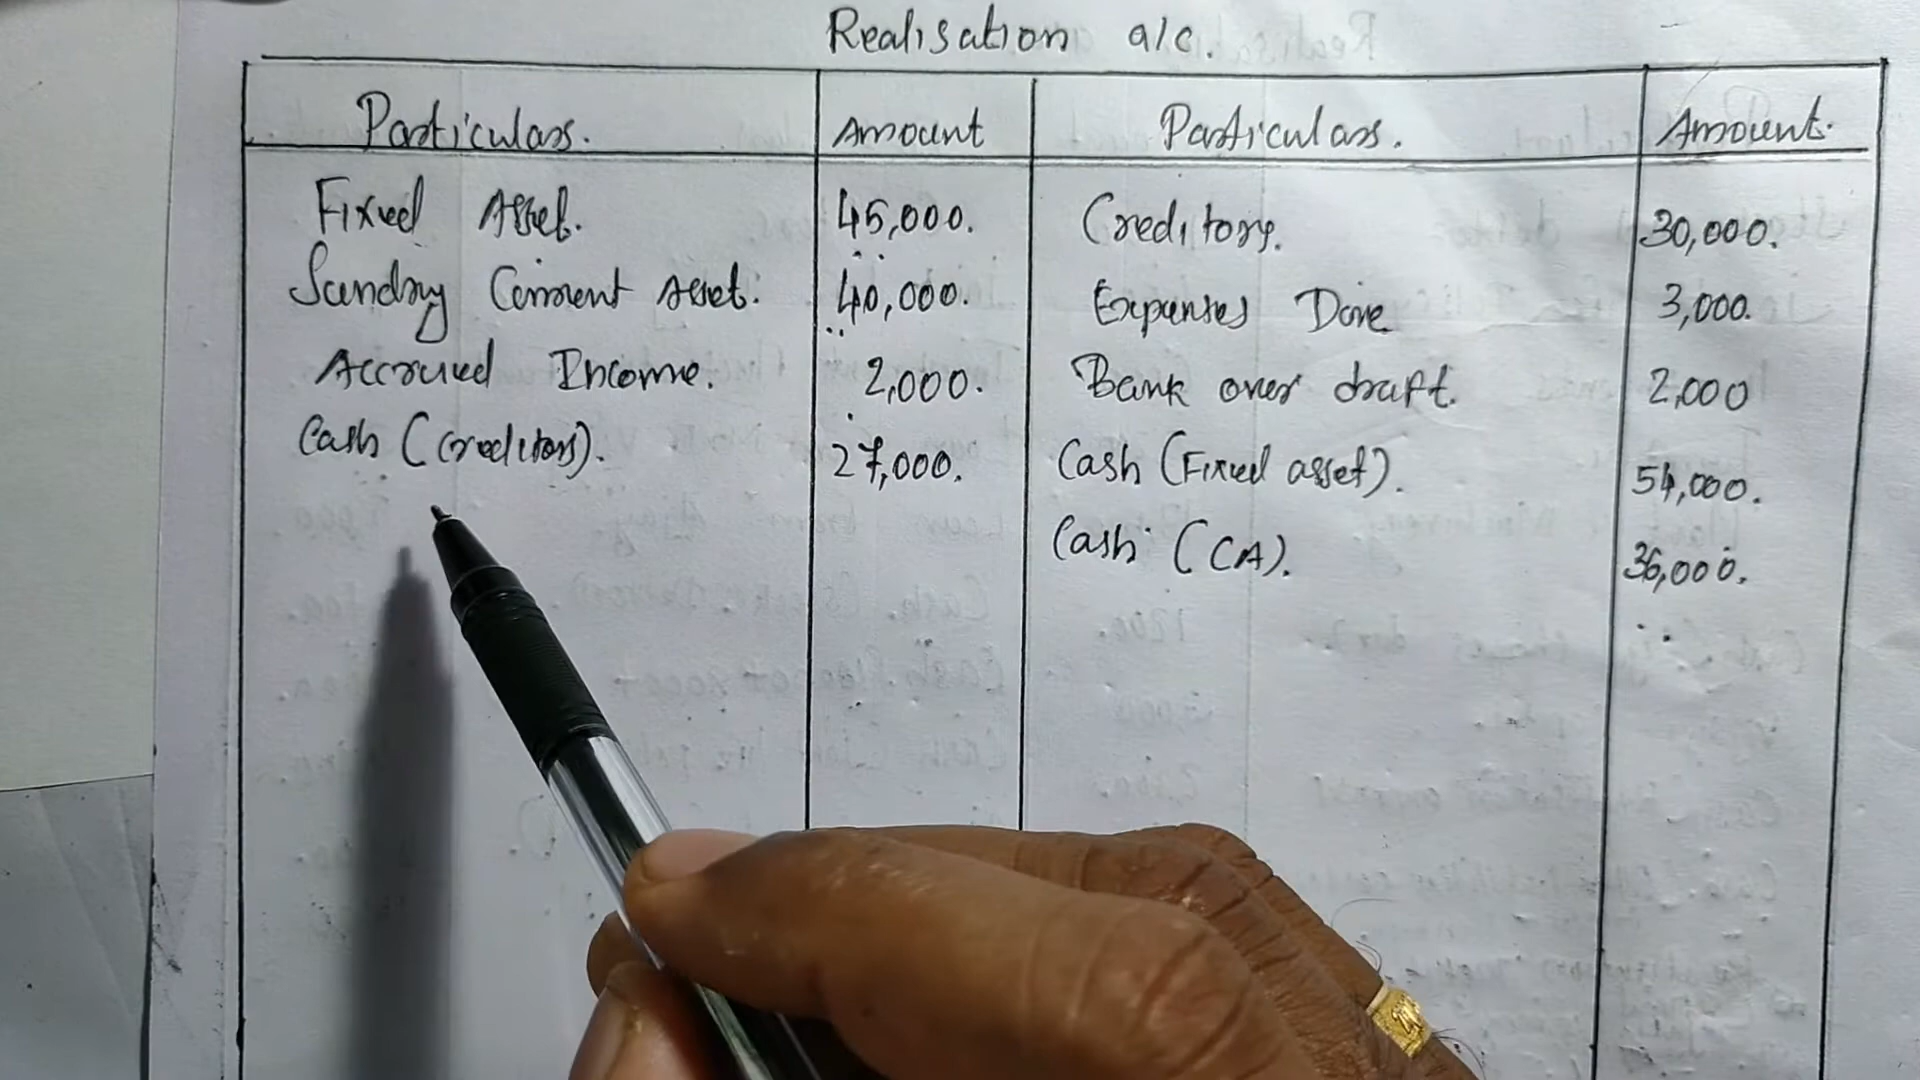 Realisation a/c.
Particulars. Amount Particulars. Amount.
Fixed Asset. 45,000. Creditors. 30,000.
Sundry Current Asset. 40,000. Expenses Due 3,000.
Accrued Income. 2,000. Bank over draft. 2,000
Cash (creditors). 27,000. Cash (Fixed asset). 54,000.
Cash (CA). 36,000.